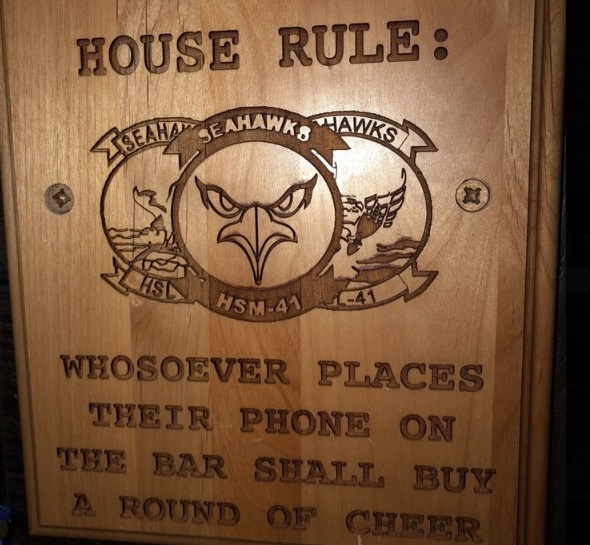 HOUSE RULE:
SEAHAWKS
HAWKS
HSL
HSM-41
L-41
WHOSOEVER PLACES
THEIR PHONE ON
THE BAR SHALL BUY
A ROUND OF CHEER